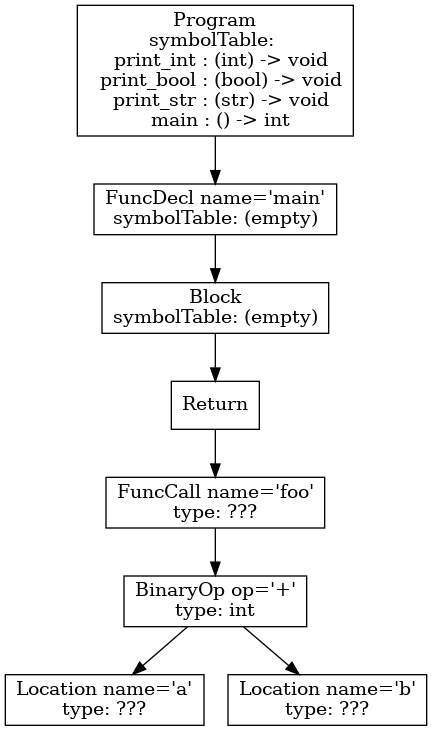 Program
symbolTable:
print_int : (int) -> void
print_bool : (bool) -> void
print_str : (str) -> void
main : () -> int
FuncDecl name='main'
symbolTable: (empty)
Block
symbolTable: (empty)
Return
FuncCall name='foo'
type: ???
BinaryOp op='+'
type: int
Location name='a'
type: ???
Location name='b'
type: ???